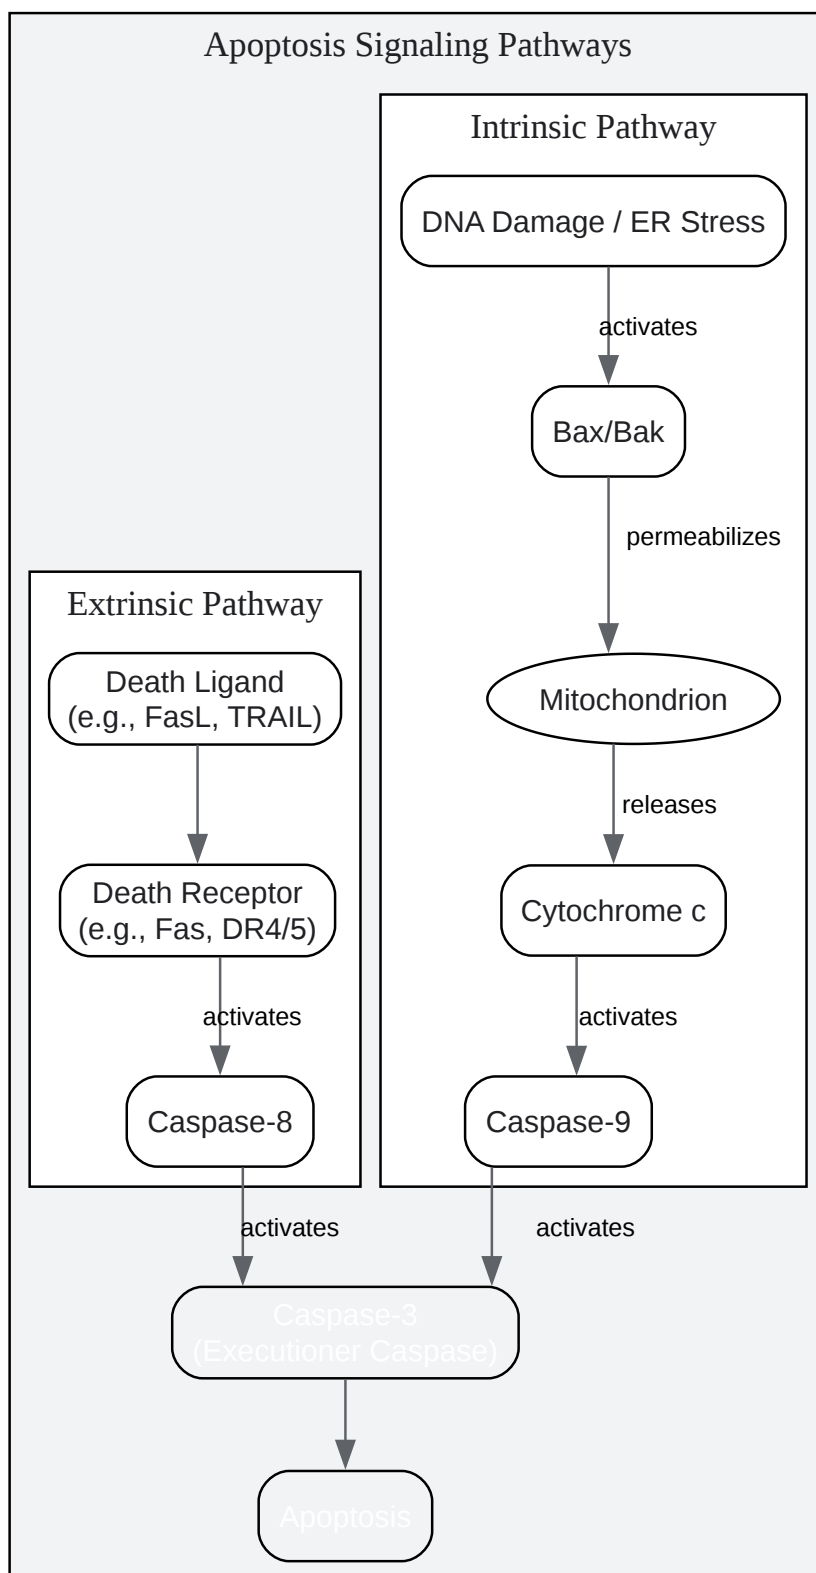 Apoptosis Signaling Pathways
Intrinsic Pathway
DNA Damage / ER Stress
activates
Bax/Bak
permeabilizes
Mitochondrion
releases
Cytochrome c
activates
Caspase-9
activates
Extrinsic Pathway
Death Ligand
(e.g., FasL, TRAIL)
Death Receptor
(e.g., Fas, DR4/5)
activates
Caspase-8
activates
Caspase-3
(Executioner Caspase)
Apoptosis